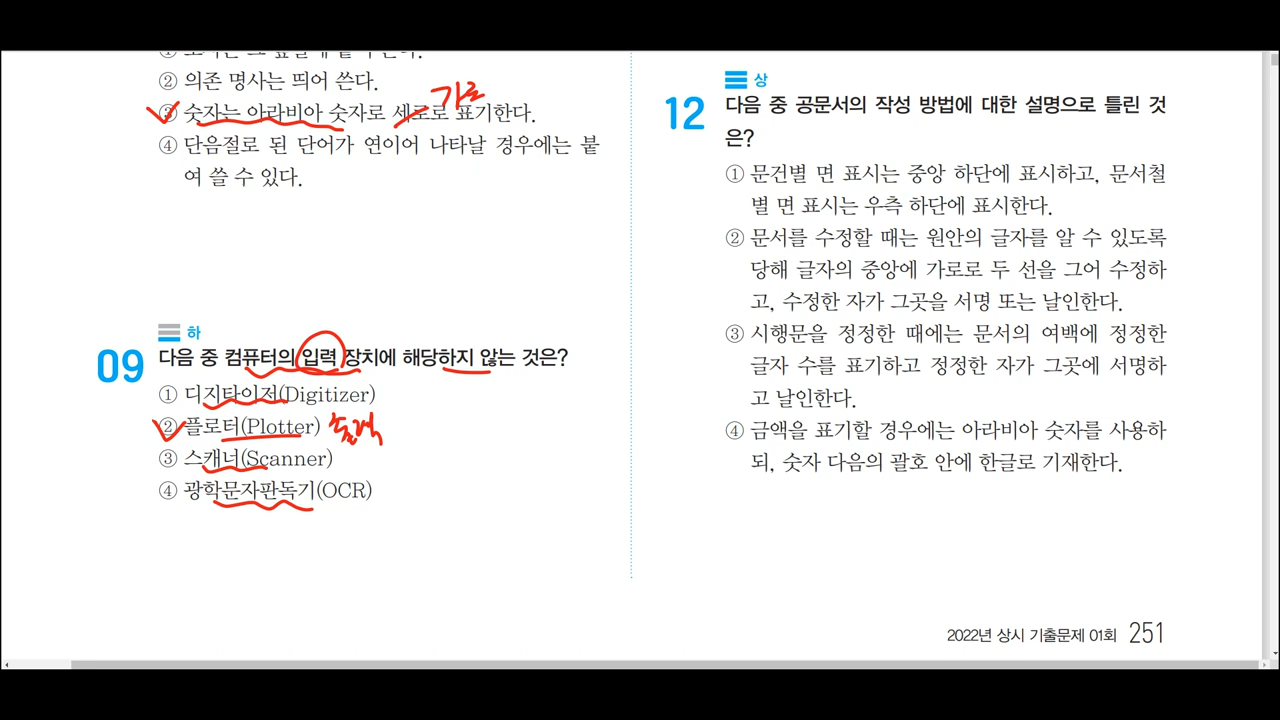 ② 의존 명사는 띄어 쓴다.
가로
③ 숫자는 아라비아 숫자로 세로로 표기한다.
④ 단음절로 된 단어가 연이어 나타날 경우에는 붙
여 쓸 수 있다.
하
09 다음 중 컴퓨터의 입력 장치에 해당하지 않는 것은?
① 디지타이저(Digitizer)
② 플로터(Plotter) 출력
③ 스캐너(Scanner)
④ 광학문자판독기(OCR)
상
12 다음 중 공문서의 작성 방법에 대한 설명으로 틀린 것
은?
① 문건별 면 표시는 중앙 하단에 표시하고, 문서철
별 면 표시는 우측 하단에 표시한다.
② 문서를 수정할 때는 원안의 글자를 알 수 있도록
당해 글자의 중앙에 가로로 두 선을 그어 수정하
고, 수정한 자가 그곳을 서명 또는 날인한다.
③ 시행문을 정정한 때에는 문서의 여백에 정정한
글자 수를 표기하고 정정한 자가 그곳에 서명하
고 날인한다.
④ 금액을 표기할 경우에는 아라비아 숫자를 사용하
되, 숫자 다음의 괄호 안에 한글로 기재한다.
2022년 상시 기출문제 01회 251